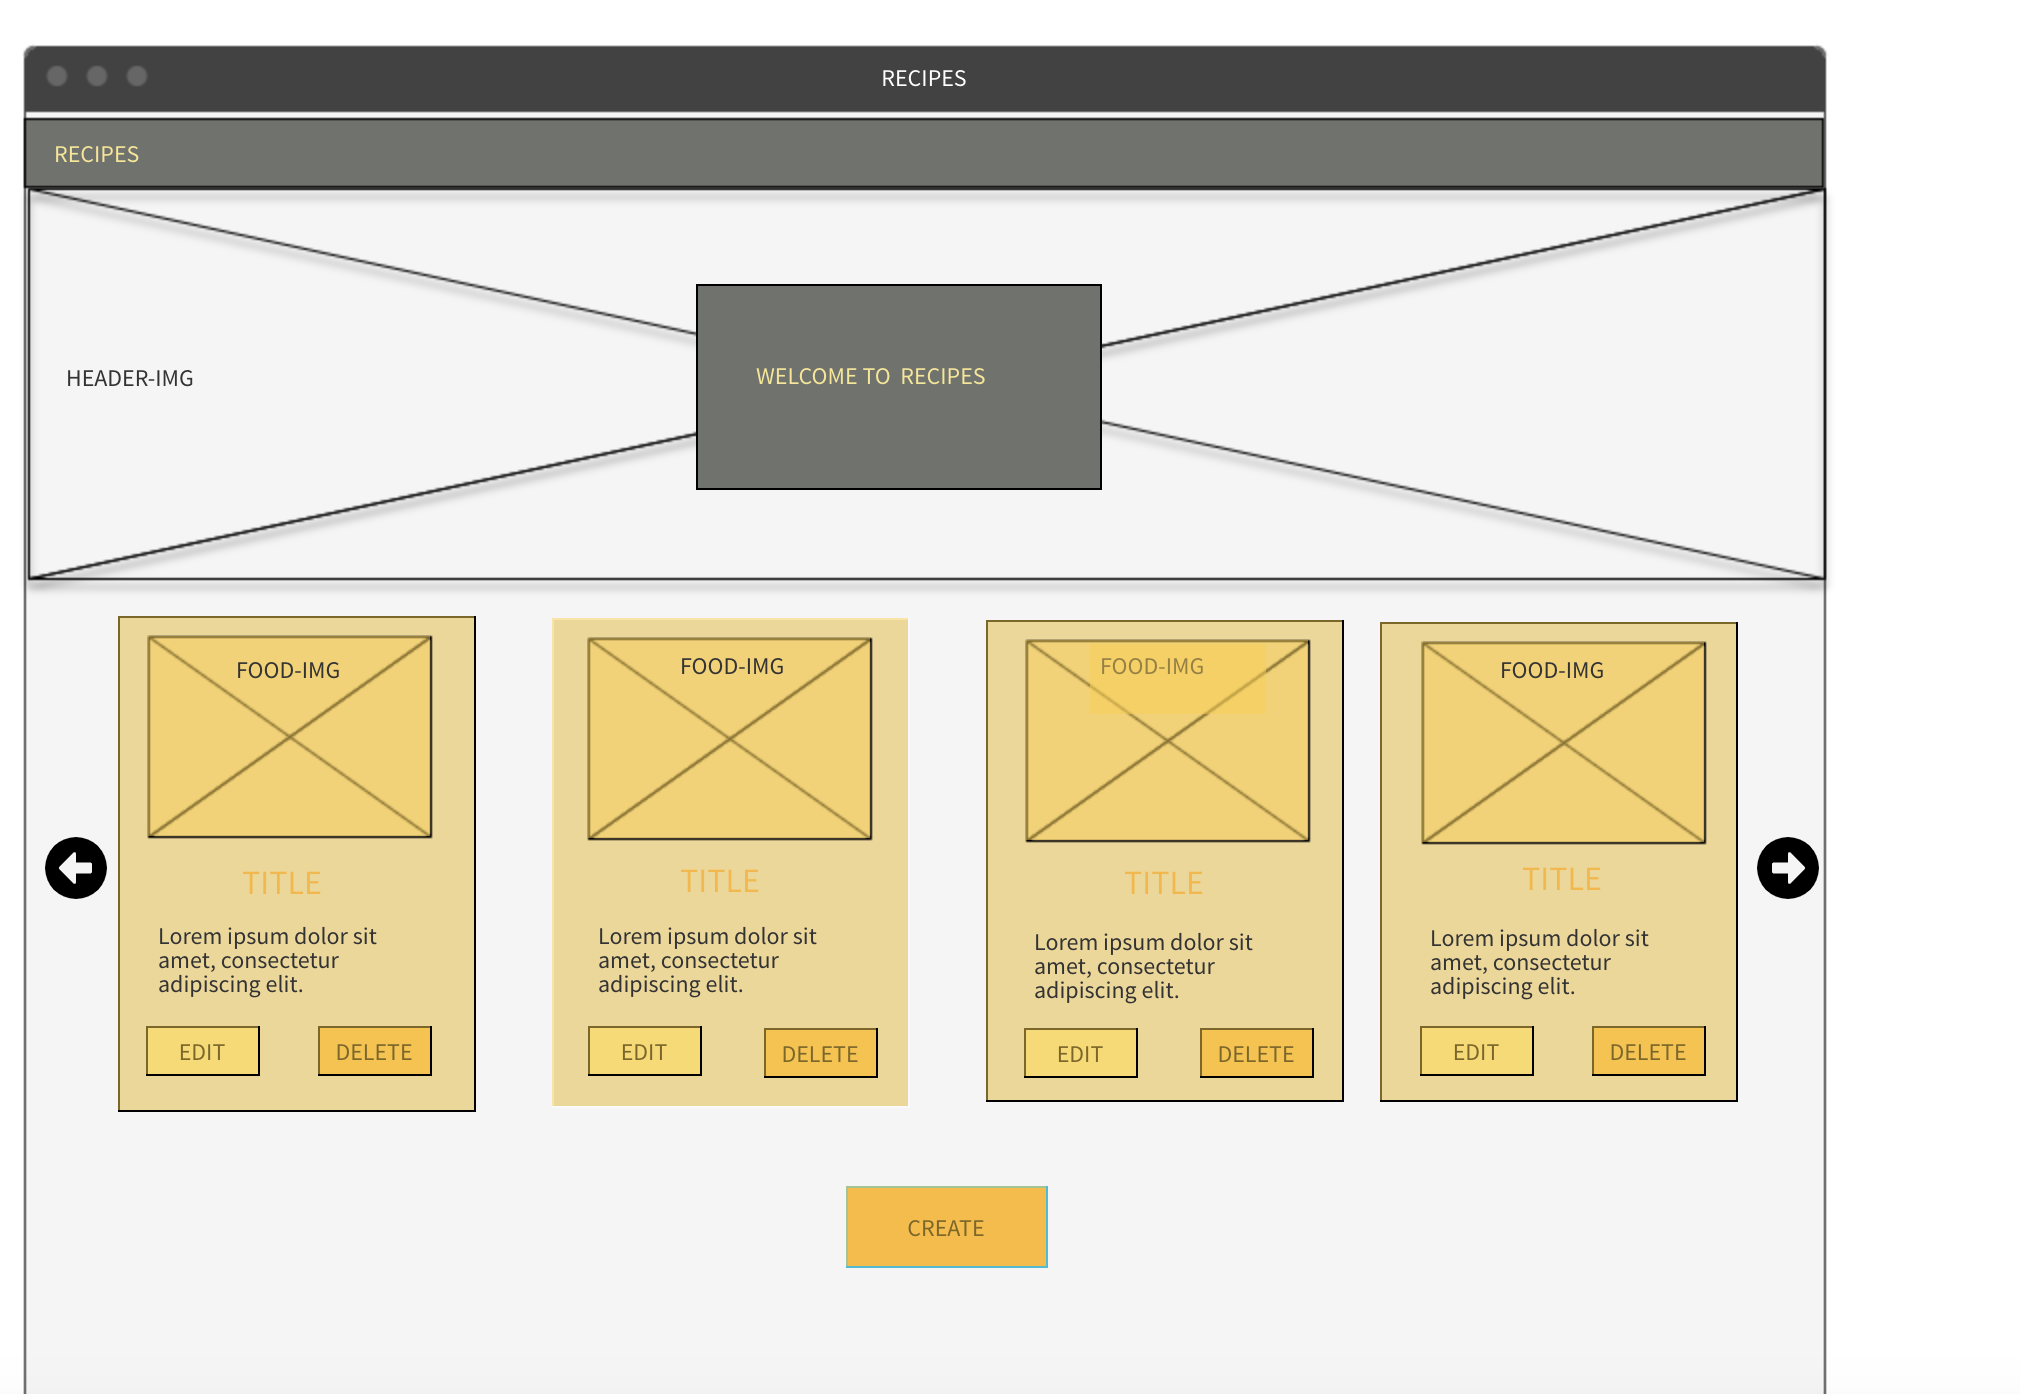 RECIPES
RECIPES
HEADER-IMG
WELCOME TO  RECIPES
FOOD-IMG
TITLE
Lorem ipsum dolor sit
amet, consectetur
adipiscing elit.
EDIT
DELETE
FOOD-IMG
TITLE
Lorem ipsum dolor sit
amet, consectetur
adipiscing elit.
EDIT
DELETE
FOOD-IMG
TITLE
Lorem ipsum dolor sit
amet, consectetur
adipiscing elit.
EDIT
DELETE
FOOD-IMG
TITLE
Lorem ipsum dolor sit
amet, consectetur
adipiscing elit.
EDIT
DELETE
CREATE